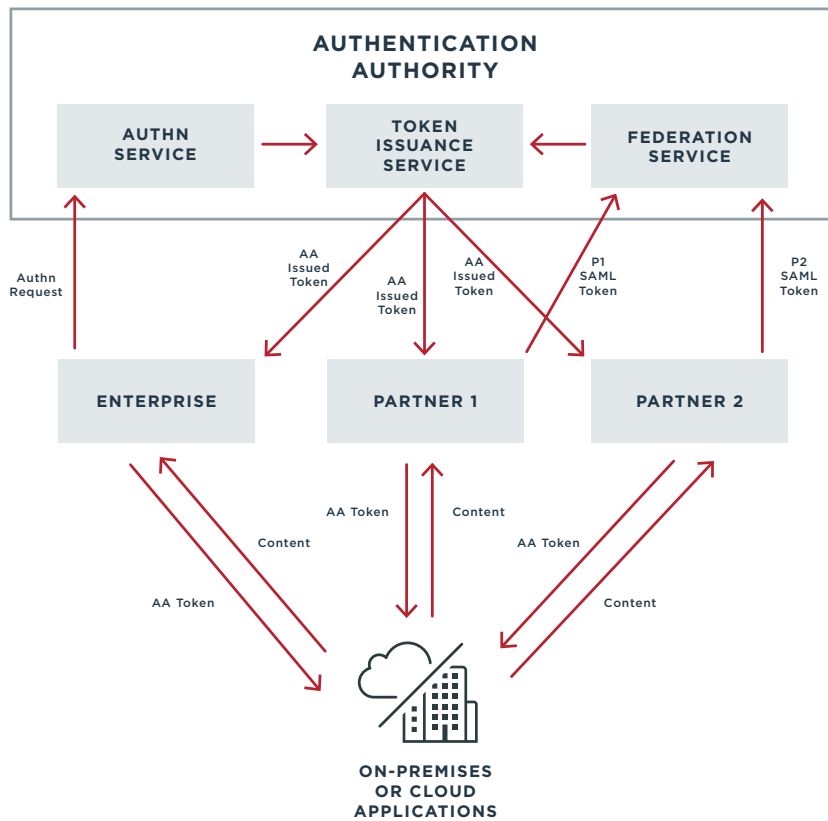 AUTHENTICATION
AUTHORITY
AUTHN
SERVICE
TOKEN
ISSUANCE
SERVICE
FEDERATION
SERVICE
Authn
Request
AA
Issued
Token
AA
Issued
Token
AA
Issued
Token
P1
SAML
Token
P2
SAML
Token
ENTERPRISE
PARTNER 1
PARTNER 2
AA Token
Content
AA Token
Content
AA Token
Content
ON-PREMISES
OR CLOUD
APPLICATIONS